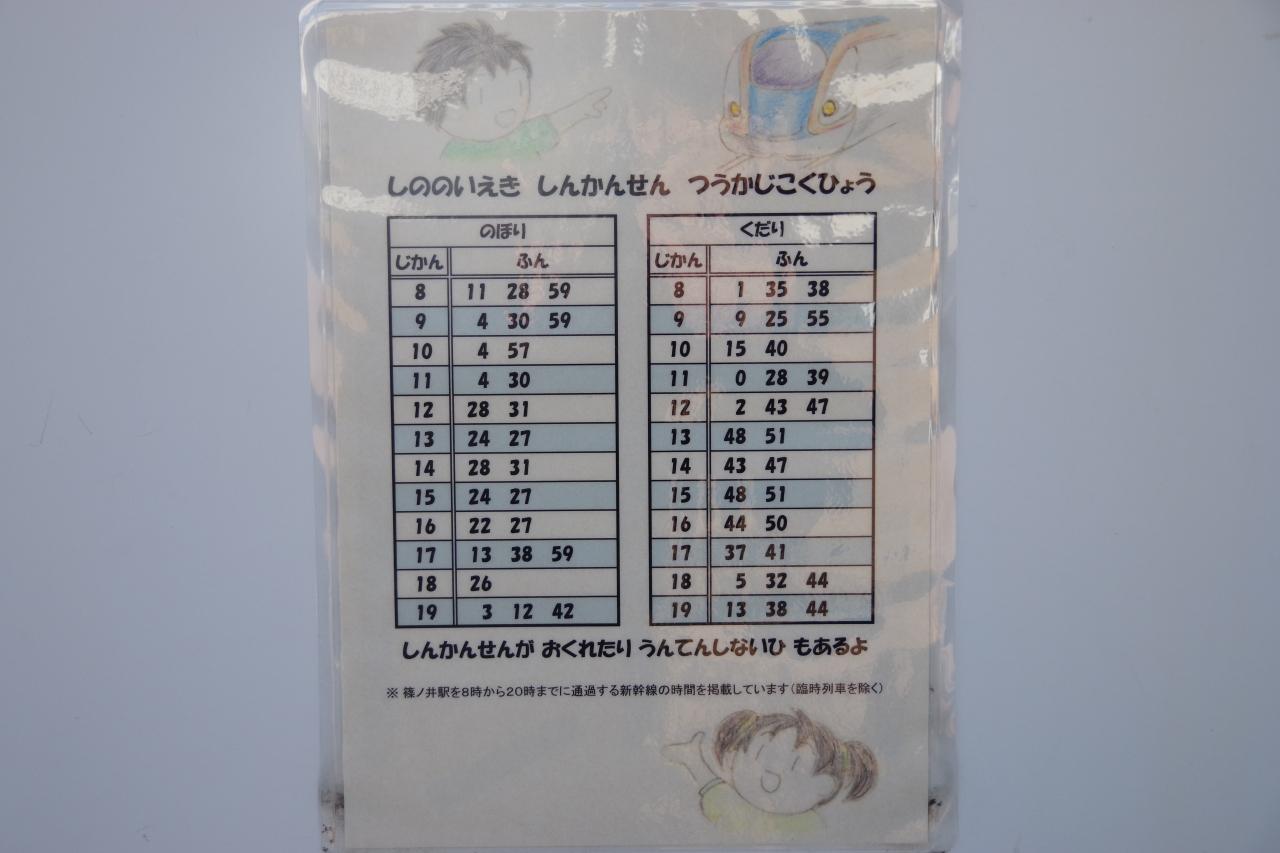 しののいえき しんかんせん つうかじこくひょう
のぼり
じかん ふん
8 11 28 59
9 4 30 59
10 4 57
11 4 30
12 28 31
13 24 27
14 28 31
15 24 27
16 22 27
17 13 38 59
18 26
19 3 12 42
くだり
じかん ふん
8 1 35 38
9 9 25 55
10 15 40
11 0 28 39
12 2 43 47
13 48 51
14 43 47
15 48 51
16 44 50
17 37 41
18 5 32 44
19 13 38 44
しんかんせんが おくれたり うんてんしないひ もあるよ
※ 篠ノ井駅を8時から20時までに通過する新幹線の時間を掲載しています(臨時列車を除く)